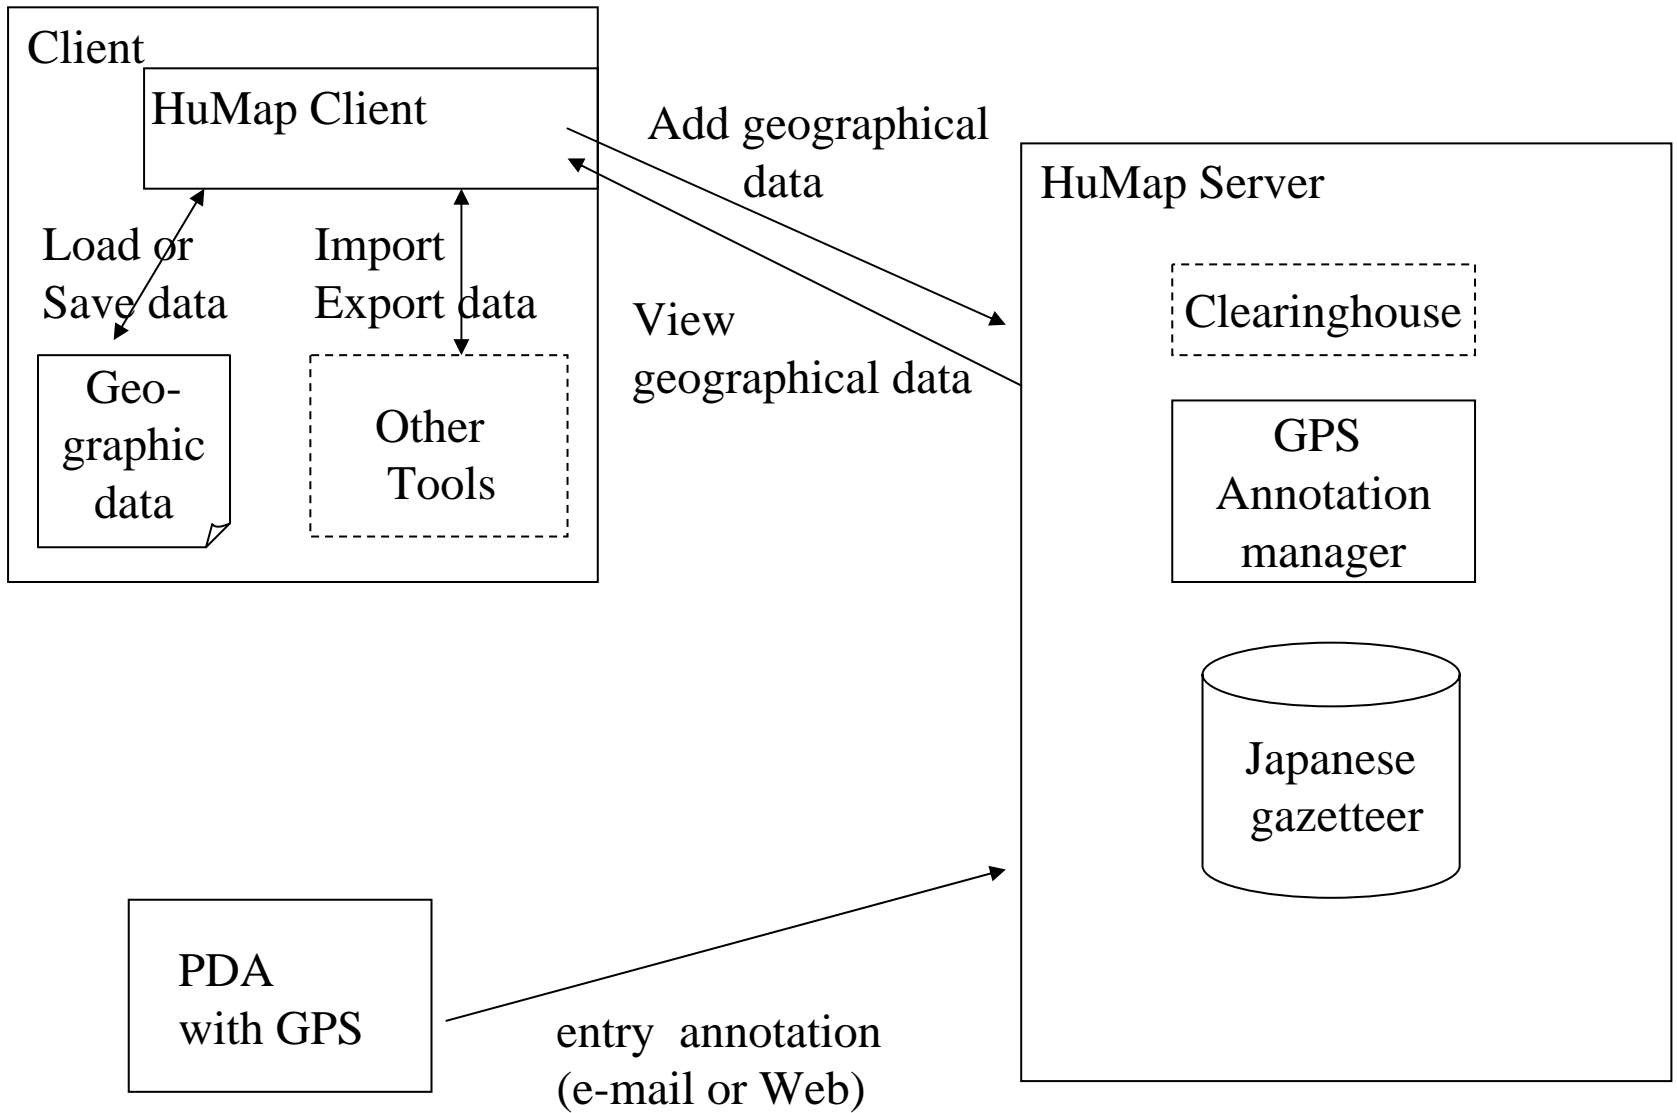 Client
HuMap Client
Load or
Save data
Import
Export data
Geo-
graphic
data
Other
Tools
Add geographical
data
View
geographical data
HuMap Server
Clearinghouse
GPS
Annotation
manager
Japanese
gazetteer
PDA
with GPS
entry  annotation
(e-mail or Web)